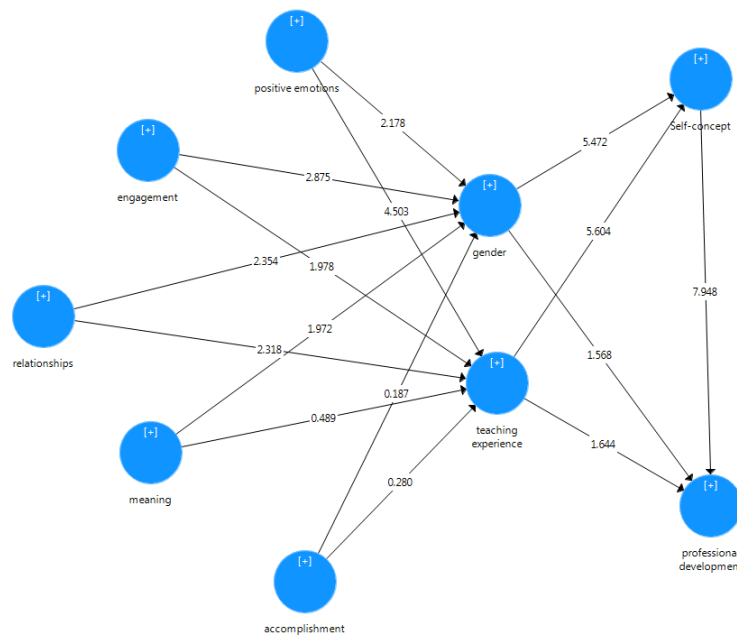 [+]
positive emotions
[+]
Self-concept
[+]
engagement
2.178
5.472
2.875
[+]
gender
4.503
5.604
2.354
1.978
7.948
[+]
relationships
1.972
2.318
1.568
[+]
teaching
experience
0.187
0.489
1.644
[+]
meaning
0.280
[+]
professional
development
[+]
accomplishment